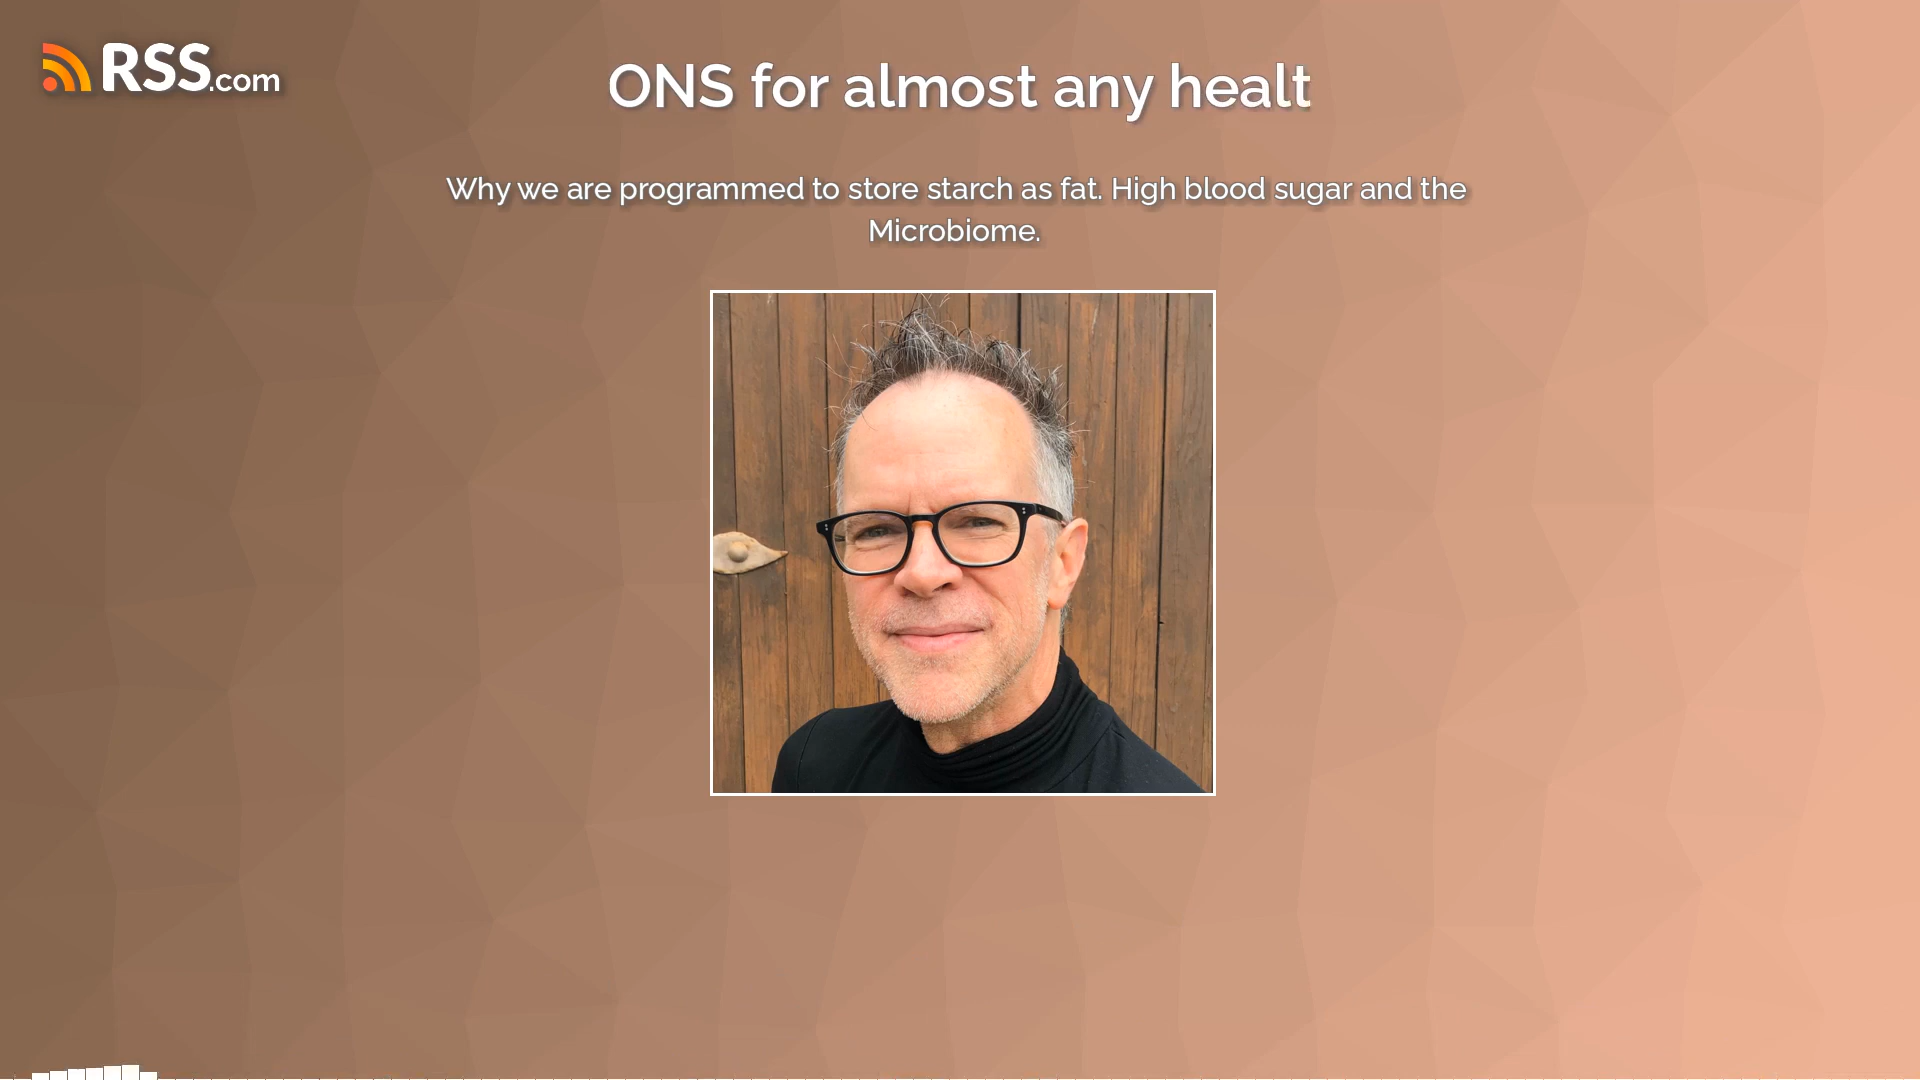 RSS.com
ONS for almost any healt
Why we are programmed to store starch as fat. High blood sugar and the
Microbiome.